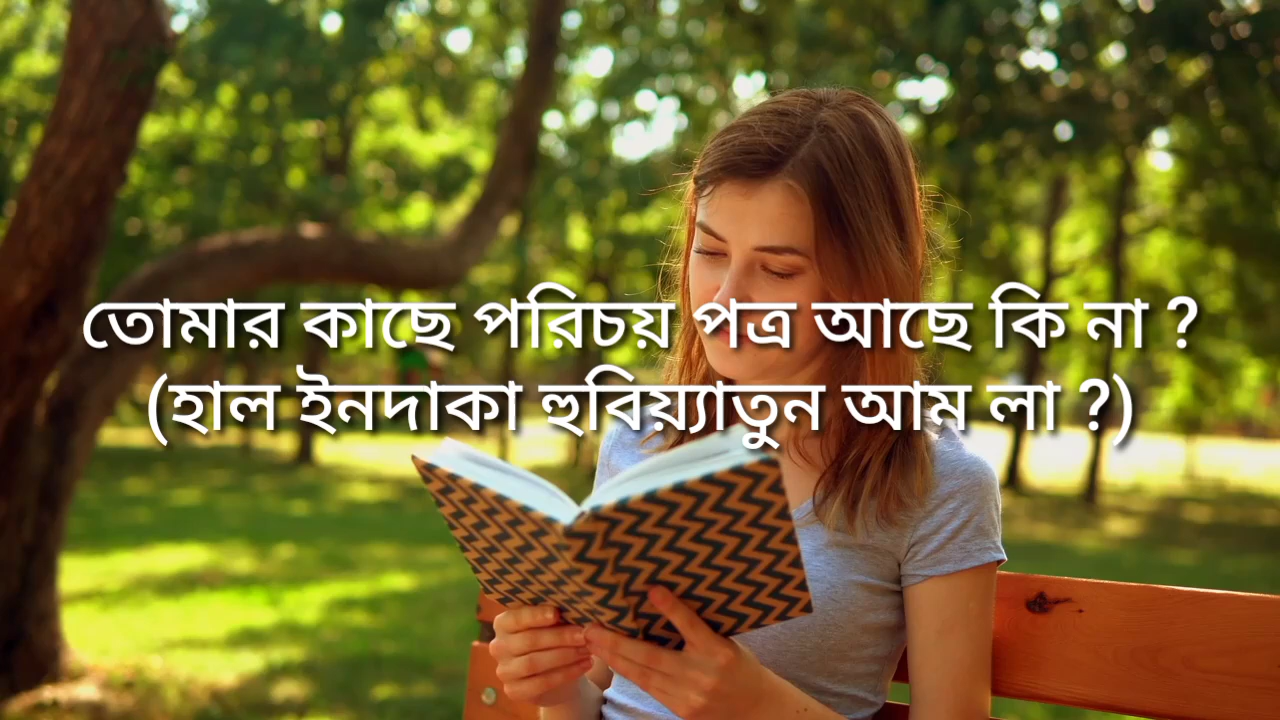 তোমার কাছে পরিচয় পত্র আছে কি না ?
(হাল ইনদাকা হুবিয়্যাতুন আম লা ?)